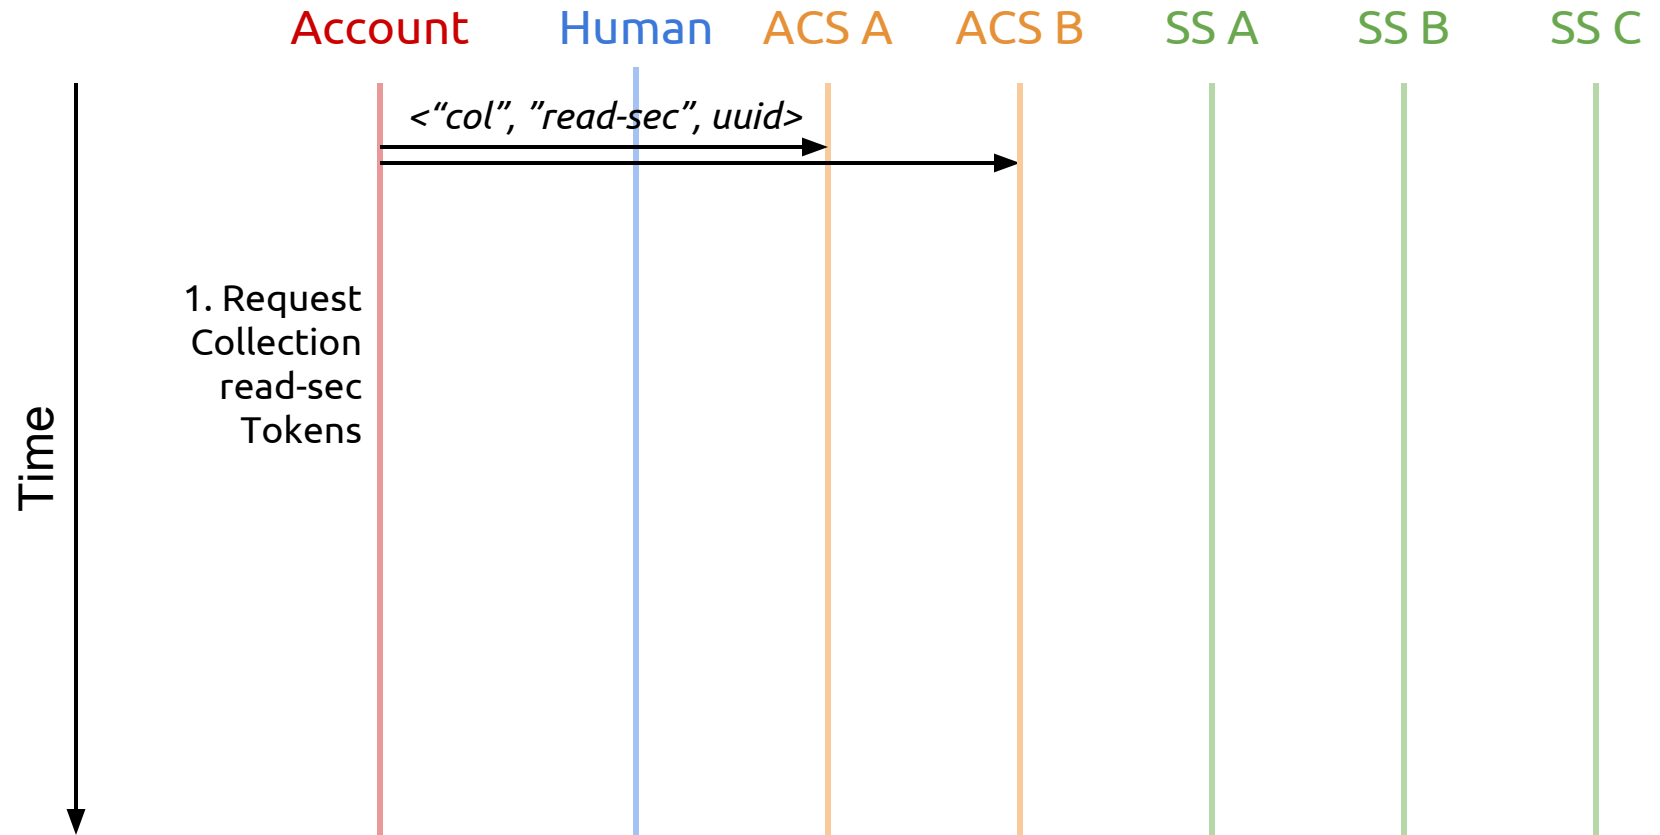 Account Human ACS A ACS B SS A SS B SS C
<“col”, ”read-sec”, uuid>
1. Request
Collection
read-sec
Tokens
Time